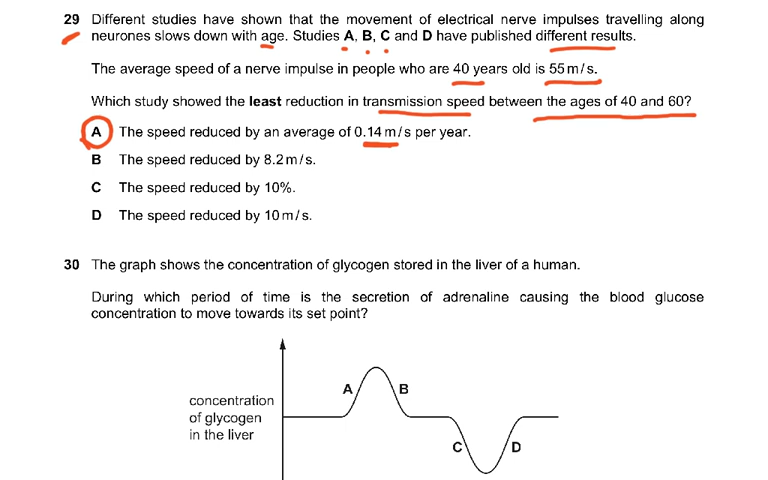 29 Different studies have shown that the movement of electrical nerve impulses travelling along
neurones slows down with age. Studies A, B, C and D have published different results.
The average speed of a nerve impulse in people who are 40 years old is 55 m/s.
Which study showed the least reduction in transmission speed between the ages of 40 and 60?
A The speed reduced by an average of 0.14 m/s per year.
B The speed reduced by 8.2 m/s.
C The speed reduced by 10%.
D The speed reduced by 10 m/s.
30 The graph shows the concentration of glycogen stored in the liver of a human.
During which period of time is the secretion of adrenaline causing the blood glucose
concentration to move towards its set point?
A B
concentration
of glycogen
in the liver
C D